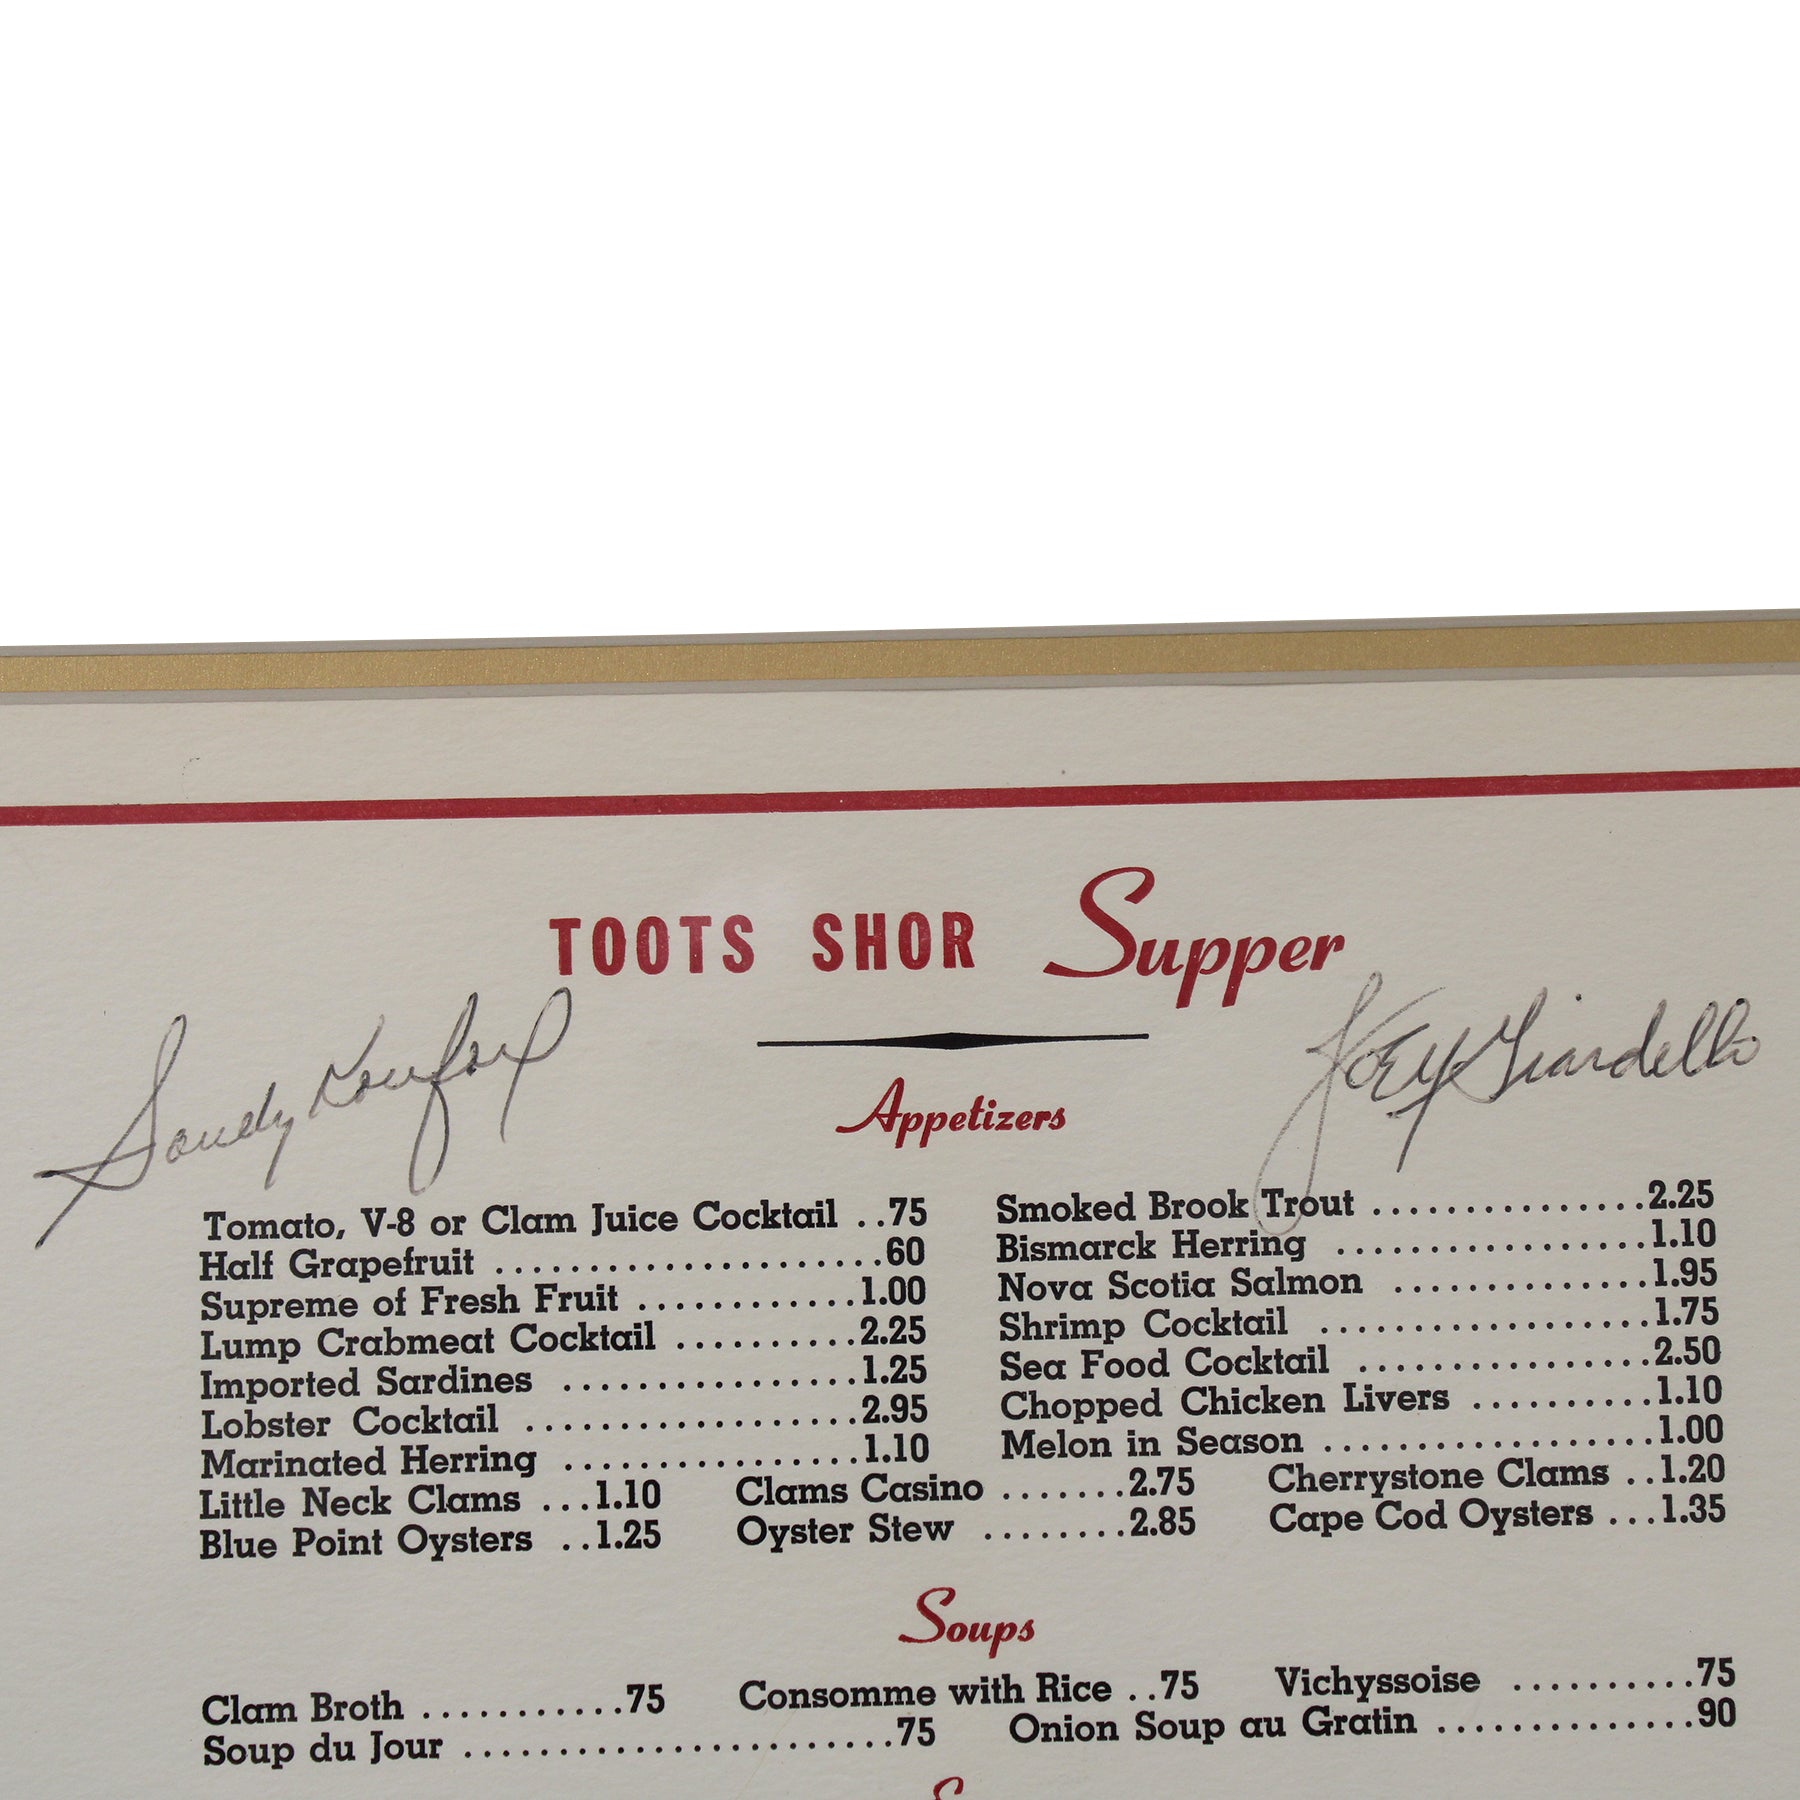 TOOTS SHOR Supper
Sandy Koufax
Joey Giardello
Appetizers
Tomato, V-8 or Clam Juice Cocktail ..75
Half Grapefruit ......................60
Supreme of Fresh Fruit ............1.00
Lump Crabmeat Cocktail ..........2.25
Imported Sardines ................1.25
Lobster Cocktail ..................2.95
Marinated Herring ................1.10
Smoked Brook Trout ...............2.25
Bismarck Herring .................1.10
Nova Scotia Salmon ..............1.95
Shrimp Cocktail ..................1.75
Sea Food Cocktail ................2.50
Chopped Chicken Livers ..........1.10
Melon in Season ..................1.00
Little Neck Clams ...1.10 Clams Casino .......2.75 Cherrystone Clams ..1.20
Blue Point Oysters ..1.25 Oyster Stew ........2.85 Cape Cod Oysters ...1.35
Soups
Clam Broth ...........75 Consomme with Rice ..75 Vichyssoise ..........75
Soup du Jour .......................75 Onion Soup au Gratin ..............90